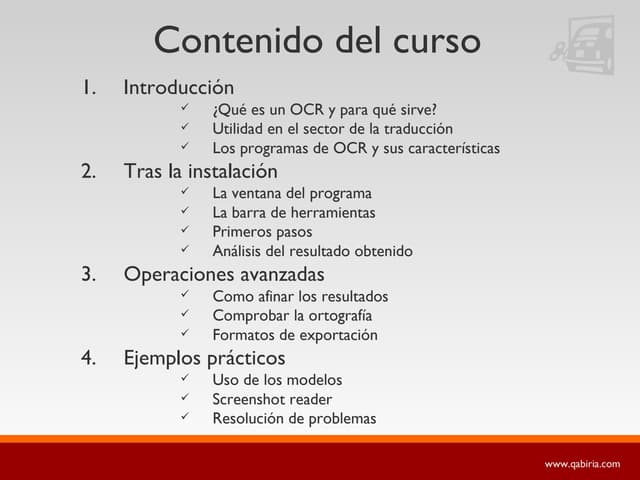 Contenido del curso
1. Introducción
✓ ¿Qué es un OCR y para qué sirve?
✓ Utilidad en el sector de la traducción
✓ Los programas de OCR y sus características
2. Tras la instalación
✓ La ventana del programa
✓ La barra de herramientas
✓ Primeros pasos
✓ Análisis del resultado obtenido
3. Operaciones avanzadas
✓ Como afinar los resultados
✓ Comprobar la ortografía
✓ Formatos de exportación
4. Ejemplos prácticos
✓ Uso de los modelos
✓ Screenshot reader
✓ Resolución de problemas
www.qabiria.com